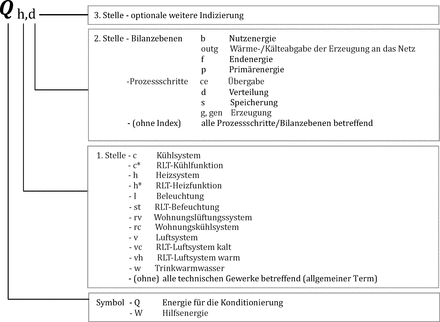 Q h,d
3. Stelle - optionale weitere Indizierung
2. Stelle - Bilanzebenen b Nutzenergie
outg Wärme-/Kälteabgabe der Erzeugung an das Netz
f Endenergie
p Primärenergie
-Prozessschritte ce Übergabe
d Verteilung
s Speicherung
g, gen Erzeugung
- (ohne Index) alle Prozessschritte/Bilanzebenen betreffend
1. Stelle - c Kühlsystem
- c* RLT-Kühlfunktion
- h Heizsystem
- h* RLT-Heizfunktion
- l Beleuchtung
- st RLT-Befeuchtung
- rv Wohnungslüftungssystem
- rc Wohnungskühlsystem
- v Luftsystem
- vc RLT-Luftsystem kalt
- vh RLT-Luftsystem warm
- w Trinkwarmwasser
- (ohne) alle technischen Gewerke betreffend (allgemeiner Term)
Symbol - Q Energie für die Konditionierung
- W Hilfsenergie